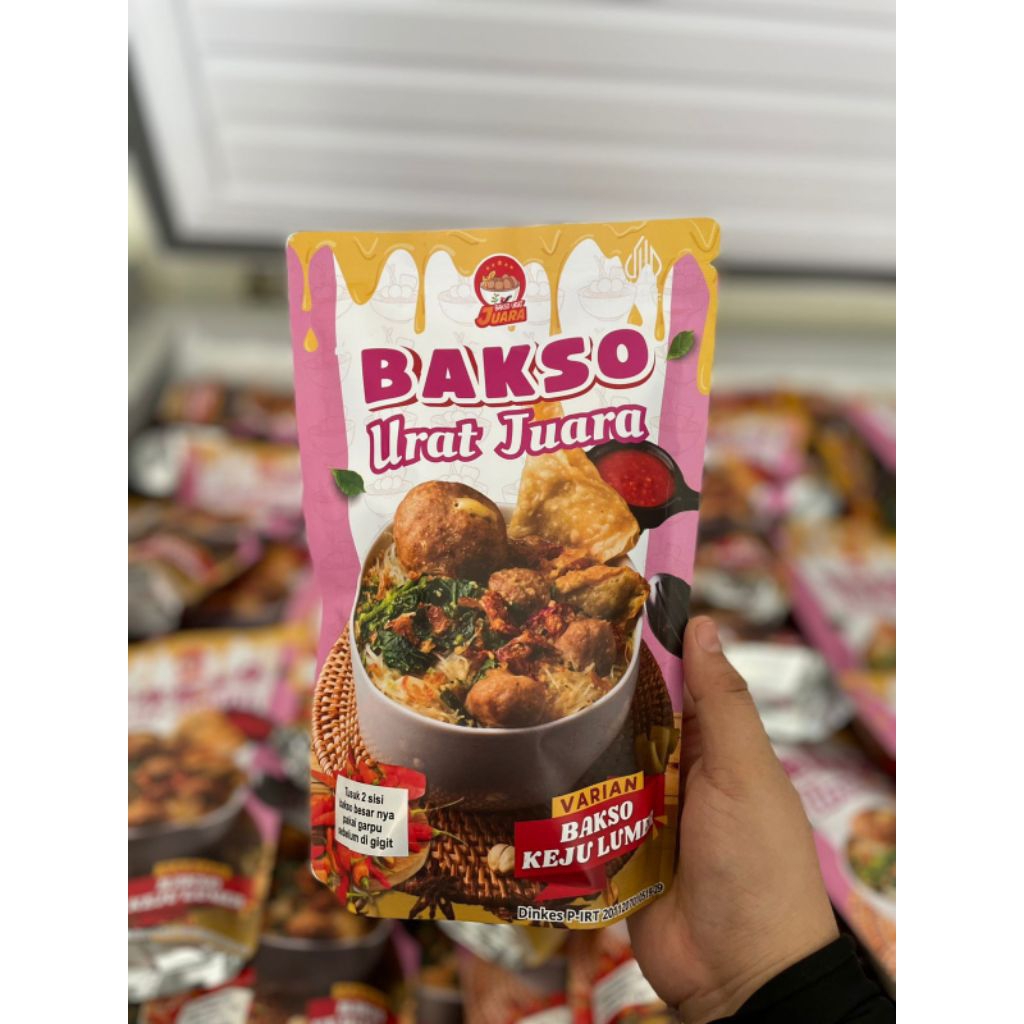 BAKSO URAT
JUARA
BAKSO
Urat Juara
Tusuk 2 sisi
bakso besar nya
pakai garpu
sebelum di gigit
VARIAN
BAKSO
KEJU
Dinkes P-IRT